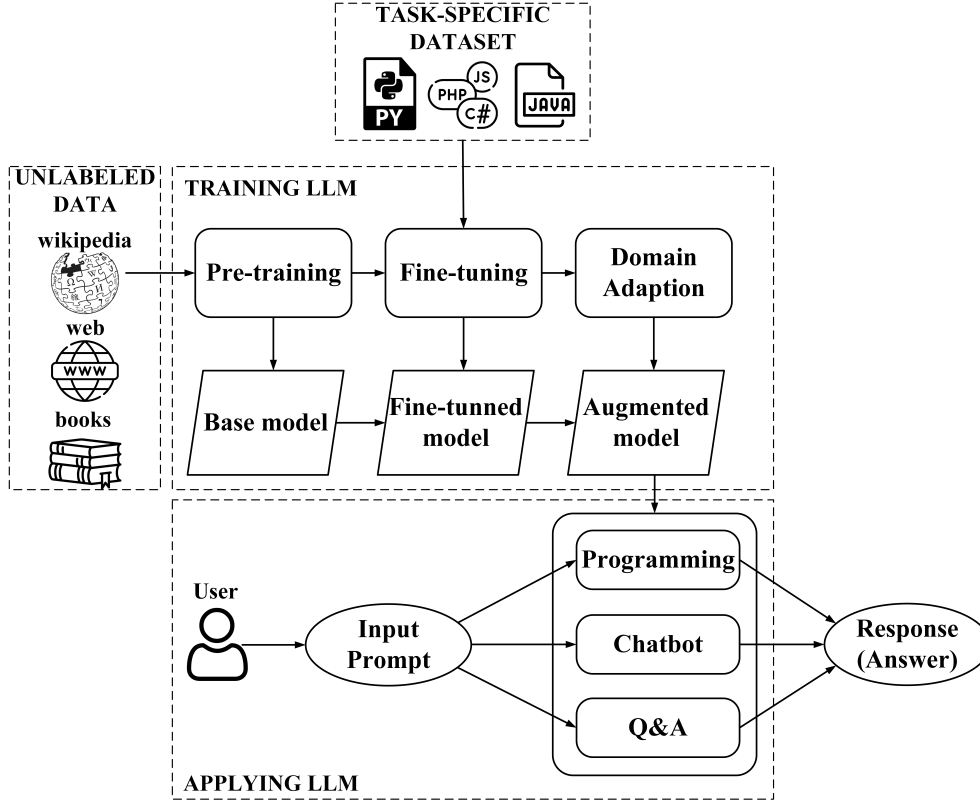 TASK-SPECIFIC
DATASET
PY
PHP
JS
C#
JAVA
UNLABELED
DATA
wikipedia
web
WWW
books
TRAINING LLM
Pre-training
Fine-tuning
Domain
Adaption
Base model
Fine-tunned
model
Augmented
model
User
Input
Prompt
Programming
Chatbot
Q&A
Response
(Answer)
APPLYING LLM